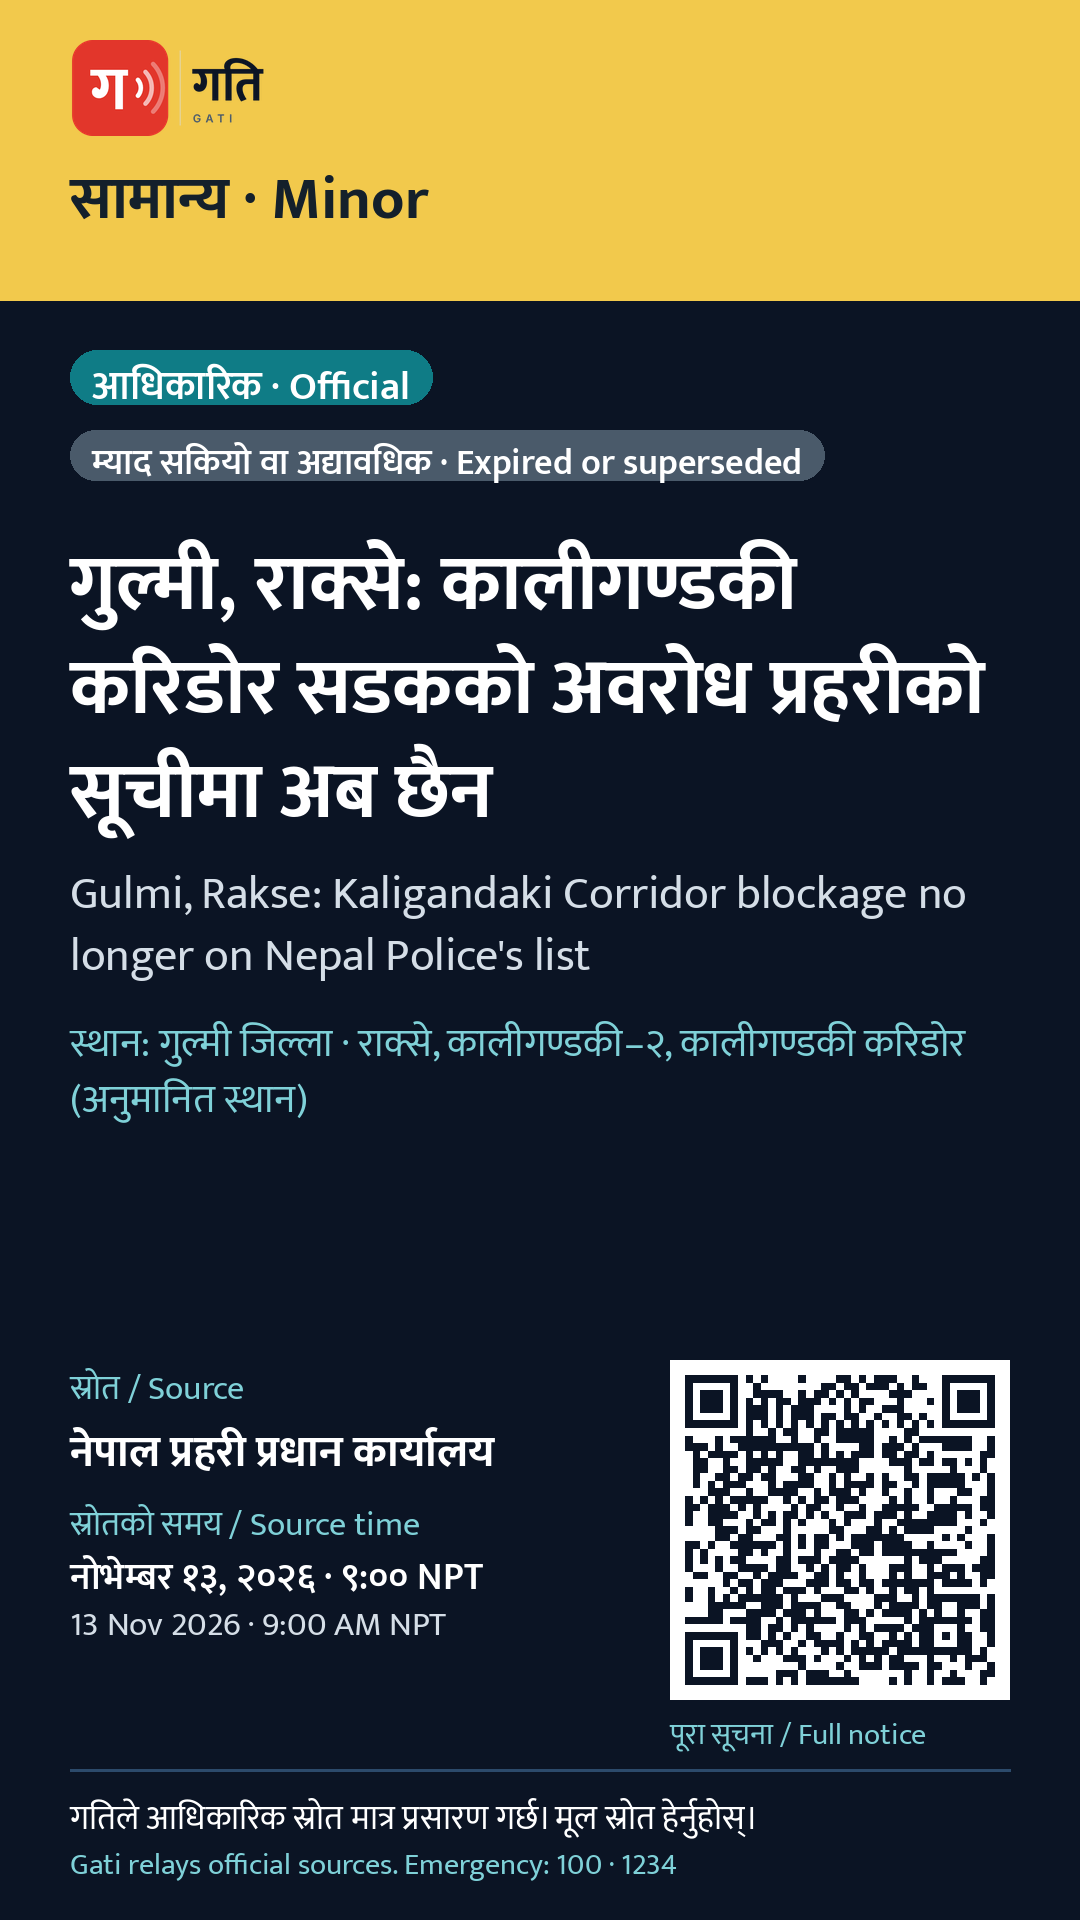 ग
गति
GATI
सामान्य · Minor
आधिकारिक · Official
म्याद सकियो वा अद्यावधिक · Expired or superseded
गुल्मी, राक्से: कालीगण्डकी
करिडोर सडकको अवरोध प्रहरीको
सूचीमा अब छैन
Gulmi, Rakse: Kaligandaki Corridor blockage no
longer on Nepal Police's list
स्थान: गुल्मी जिल्ला · राक्से, कालीगण्डकी–२, कालीगण्डकी करिडोर
(अनुमानित स्थान)
स्रोत / Source
नेपाल प्रहरी प्रधान कार्यालय
स्रोतको समय / Source time
नोभेम्बर १३, २०२६ · ९:०० NPT
13 Nov 2026 · 9:00 AM NPT
पूरा सूचना / Full notice
गतिले आधिकारिक स्रोत मात्र प्रसारण गर्छ। मूल स्रोत हेर्नुहोस्।
Gati relays official sources. Emergency: 100 · 1234